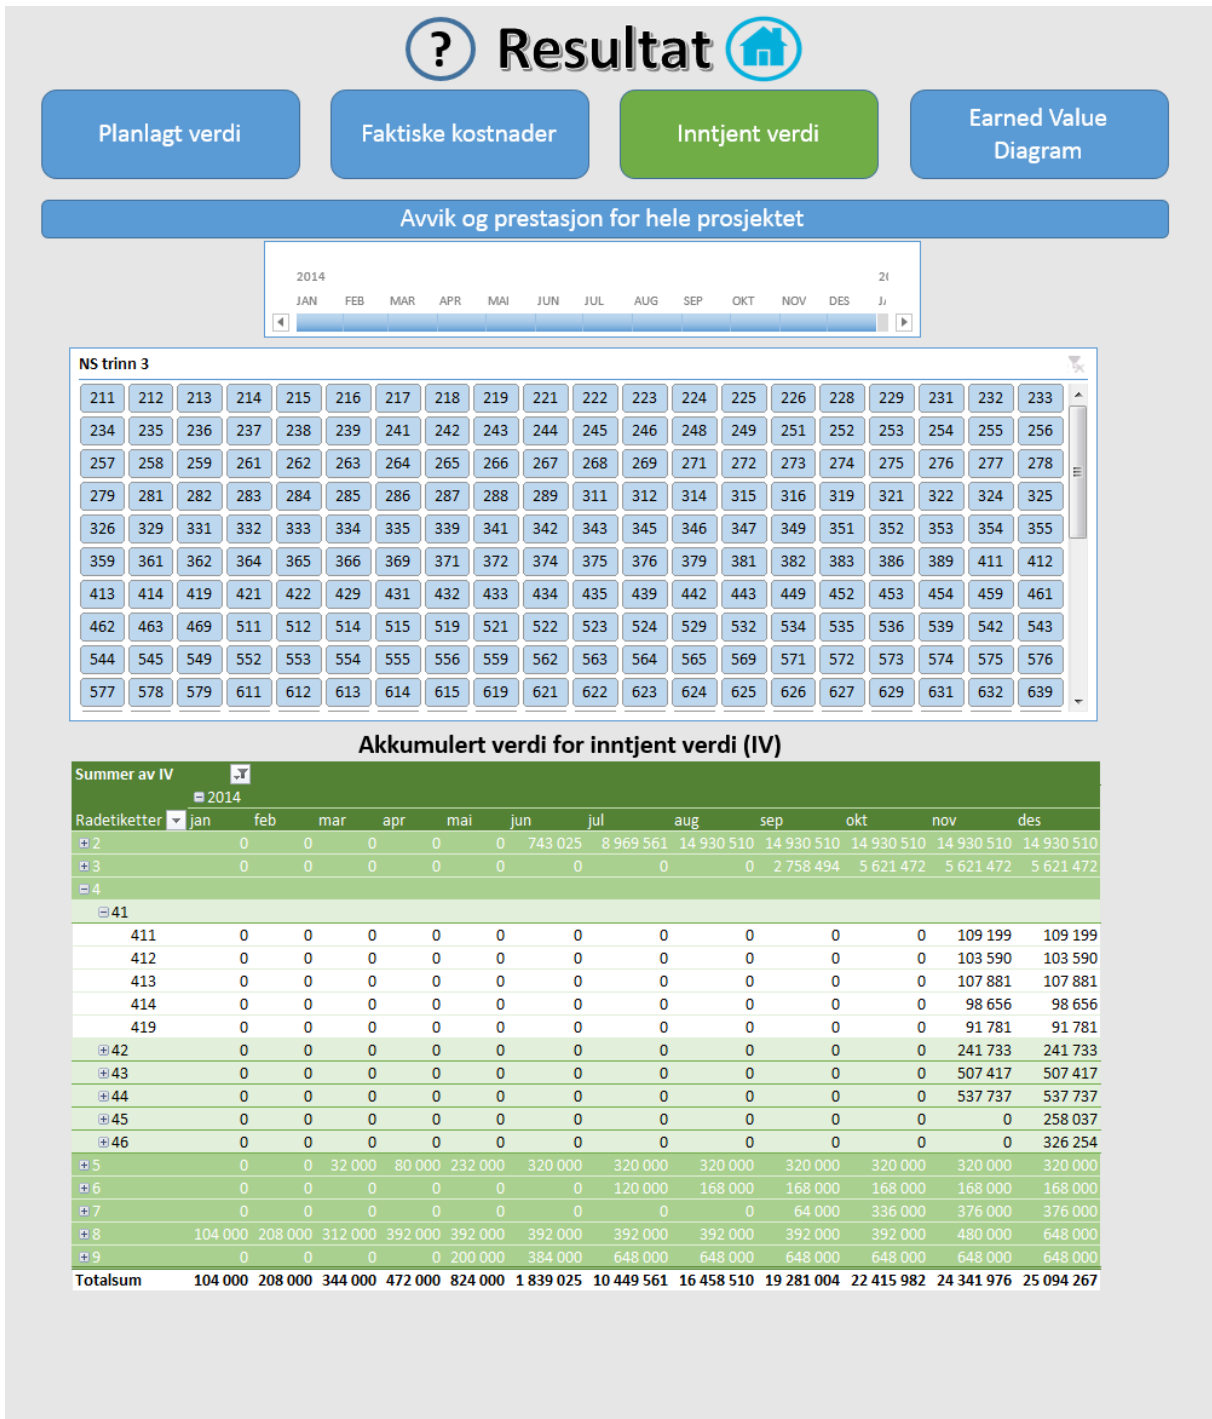 ? Resultat
Planlagt verdi
Faktiske kostnader
Inntjent verdi
Earned Value
Diagram
Avvik og prestasjon for hele prosjektet
2014 20
JAN FEB MAR APR MAI JUN JUL AUG SEP OKT NOV DES
NS trinn 3
211 212 213 214 215 216 217 218 219 221 222 223 224 225 226 228 229 231 232 233
234 235 236 237 238 239 241 242 243 244 245 246 248 249 251 252 253 254 255 256
257 258 259 261 262 263 264 265 266 267 268 269 271 272 273 274 275 276 277 278
279 281 282 283 284 285 286 287 288 289 311 312 314 315 316 319 321 322 324 325
326 329 331 332 333 334 335 339 341 342 343 345 346 347 349 351 352 353 354 355
359 361 362 364 365 366 369 371 372 374 375 376 379 381 382 383 386 389 411 412
413 414 419 421 422 429 431 432 433 434 435 439 442 443 449 452 453 454 459 461
462 463 469 511 512 514 515 519 521 522 523 524 529 532 534 535 536 539 542 543
544 545 549 552 553 554 555 556 559 562 563 564 565 569 571 572 573 574 575 576
577 578 579 611 612 613 614 615 619 621 622 623 624 625 626 627 629 631 632 639
Akkumulert verdi for inntjent verdi (IV)
Summer av IV
2014
Radetiketter jan feb mar apr mai jun jul aug sep okt nov des
2 0 0 0 0 0 743 025 8 969 561 14 930 510 14 930 510 14 930 510 14 930 510 14 930 510
3 0 0 0 0 0 0 0 0 2 758 494 5 621 472 5 621 472 5 621 472
4
41
411 0 0 0 0 0 0 0 0 0 0 109 199 109 199
412 0 0 0 0 0 0 0 0 0 0 103 590 103 590
413 0 0 0 0 0 0 0 0 0 0 107 881 107 881
414 0 0 0 0 0 0 0 0 0 0 98 656 98 656
419 0 0 0 0 0 0 0 0 0 0 91 781 91 781
42 0 0 0 0 0 0 0 0 0 0 241 733 241 733
43 0 0 0 0 0 0 0 0 0 0 507 417 507 417
44 0 0 0 0 0 0 0 0 0 0 537 737 537 737
45 0 0 0 0 0 0 0 0 0 0 0 258 037
46 0 0 0 0 0 0 0 0 0 0 0 326 254
5 0 0 32 000 80 000 232 000 320 000 320 000 320 000 320 000 320 000 320 000 320 000
6 0 0 0 0 0 0 120 000 168 000 168 000 168 000 168 000 168 000
7 0 0 0 0 0 0 0 0 64 000 336 000 376 000 376 000
8 104 000 208 000 312 000 392 000 392 000 392 000 392 000 392 000 392 000 392 000 480 000 648 000
9 0 0 0 0 200 000 384 000 648 000 648 000 648 000 648 000 648 000 648 000
Totalsum 104 000 208 000 344 000 472 000 824 000 1 839 025 10 449 561 16 458 510 19 281 004 22 415 982 24 341 976 25 094 267